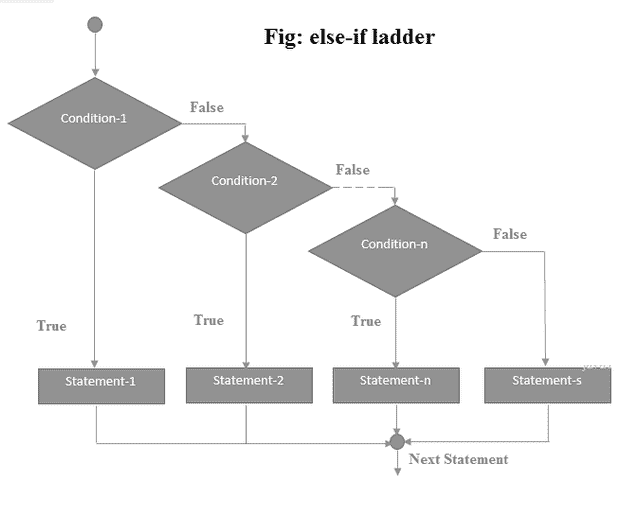 Fig: else-if ladder
Condition-1
False
Condition-2
False
Condition-n
False
True
True
True
Statement-1
Statement-2
Statement-n
Statement-s
Next Statement